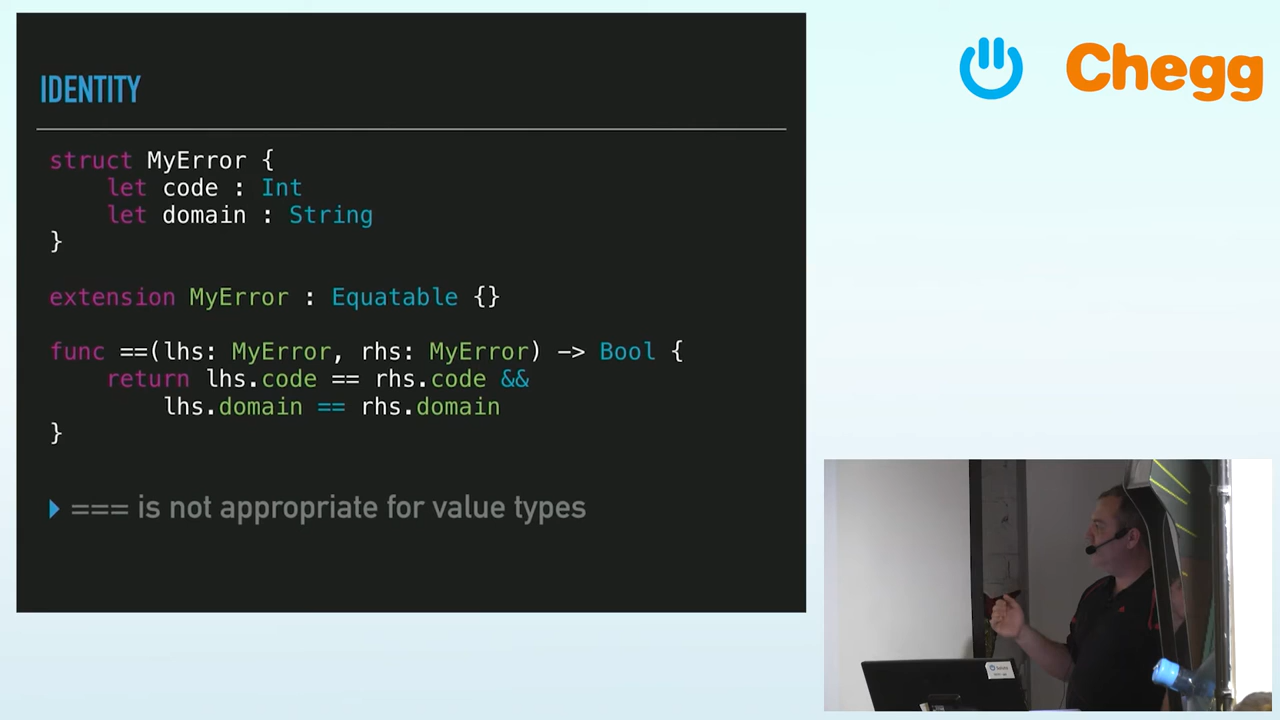 IDENTITY
struct MyError {
let code : Int
let domain : String
}
extension MyError : Equatable {}
func ==(lhs: MyError, rhs: MyError) -> Bool {
return lhs.code == rhs.code &&
lhs.domain == rhs.domain
}
=== is not appropriate for value types
Chegg